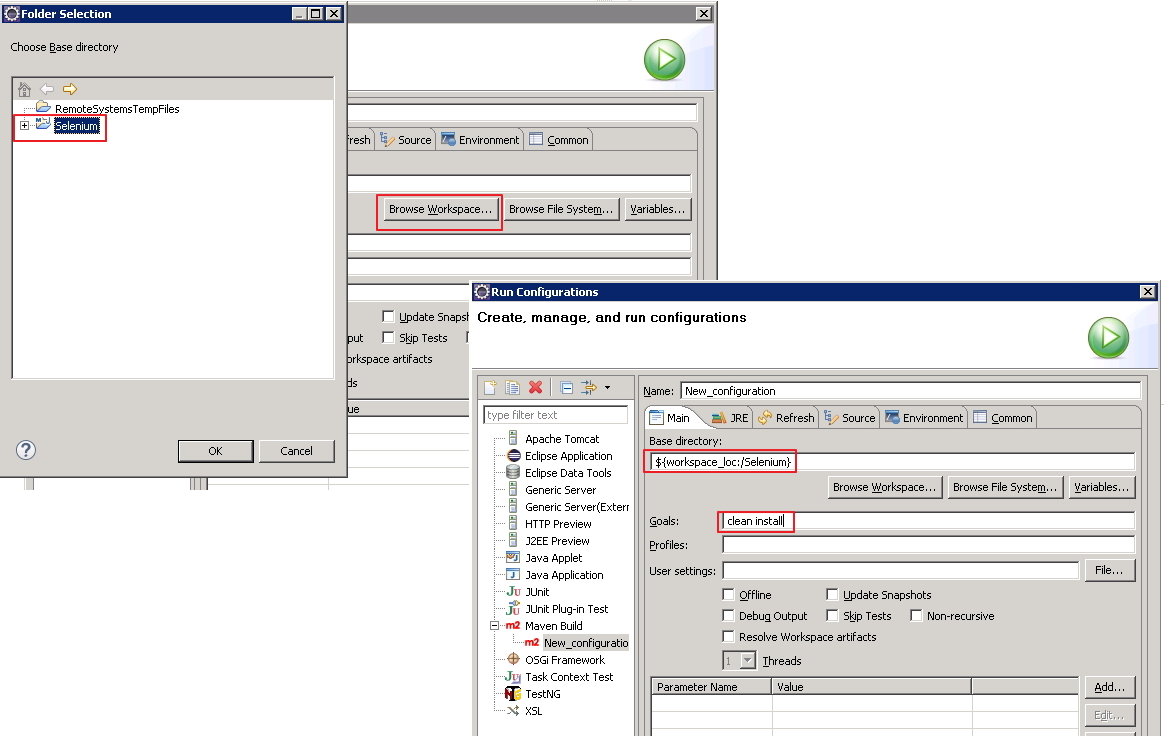 Folder Selection
Choose Base directory
RemoteSystemsTempFiles
Selenium
OK
Cancel
fresh
Source
Environment
Common
Browse Workspace...
Browse File System...
Variables...
Update Snapsh
put
Skip Tests
orkspace artifacts
ds
ue
Run Configurations
Create, manage, and run configurations
type filter text
Apache Tomcat
Eclipse Application
Eclipse Data Tools
Generic Server
Generic Server(Extern
HTTP Preview
J2EE Preview
Java Applet
Java Application
JUnit
JUnit Plug-in Test
Maven Build
New_configuratio
OSGi Framework
Task Context Test
TestNG
XSL
Name: New_configuration
Main
JRE
Refresh
Source
Environment
Common
Base directory:
${workspace_loc:/Selenium}
Browse Workspace...
Browse File System...
Variables...
Goals: clean install
Profiles:
User settings:
File...
Offline
Update Snapshots
Debug Output
Skip Tests
Non-recursive
Resolve Workspace artifacts
1
Threads
Parameter Name
Value
Add...
Edit...